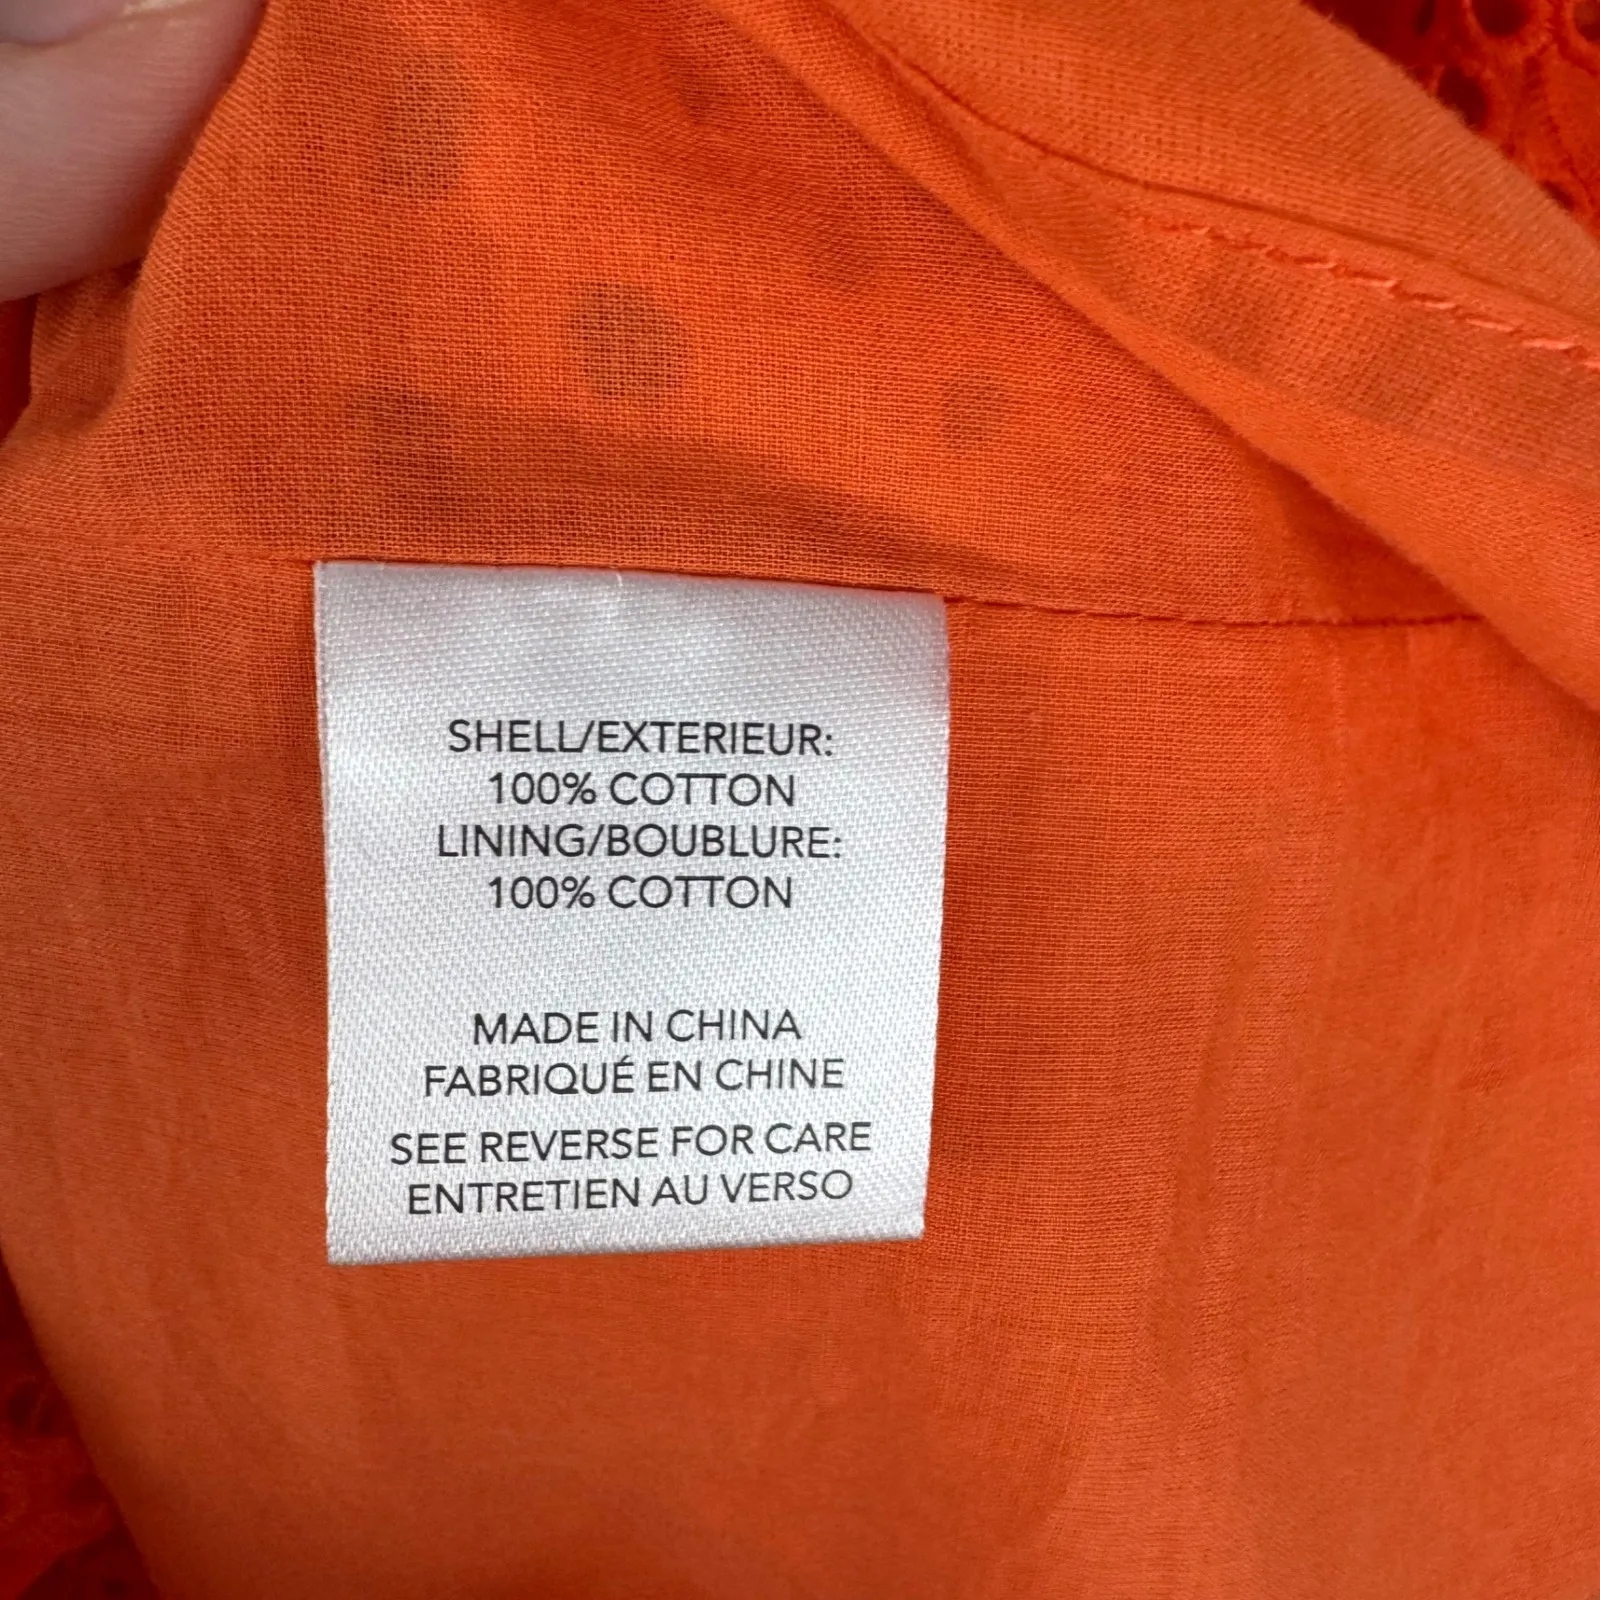 SHELL/EXTERIEUR:
100% COTTON
LINING/BOUBLURE:
100% COTTON
MADE IN CHINA
FABRIQUÉ EN CHINE
SEE REVERSE FOR CARE
ENTRETIEN AU VERSO